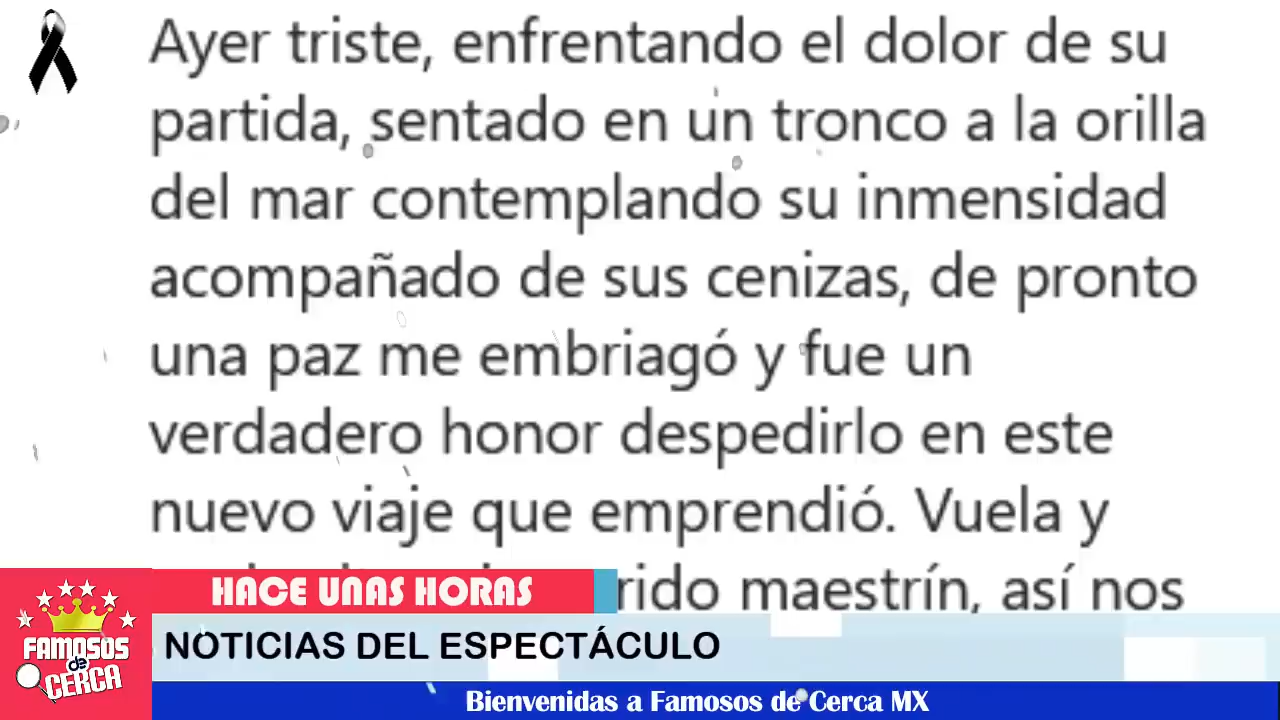 Ayer triste, enfrentando el dolor de su
partida, sentado en un tronco a la orilla
del mar contemplando su inmensidad
acompañado de sus cenizas, de pronto
una paz me embriagó y fue un
verdadero honor despedirlo en este
nuevo viaje que emprendió. Vuela y
maestrín, así nos
HACE UNAS HORAS
NOTICIAS DEL ESPECTÁCULO
FAMOSOS
de
CERCA
Bienvenidas a Famosos de Cerca MX